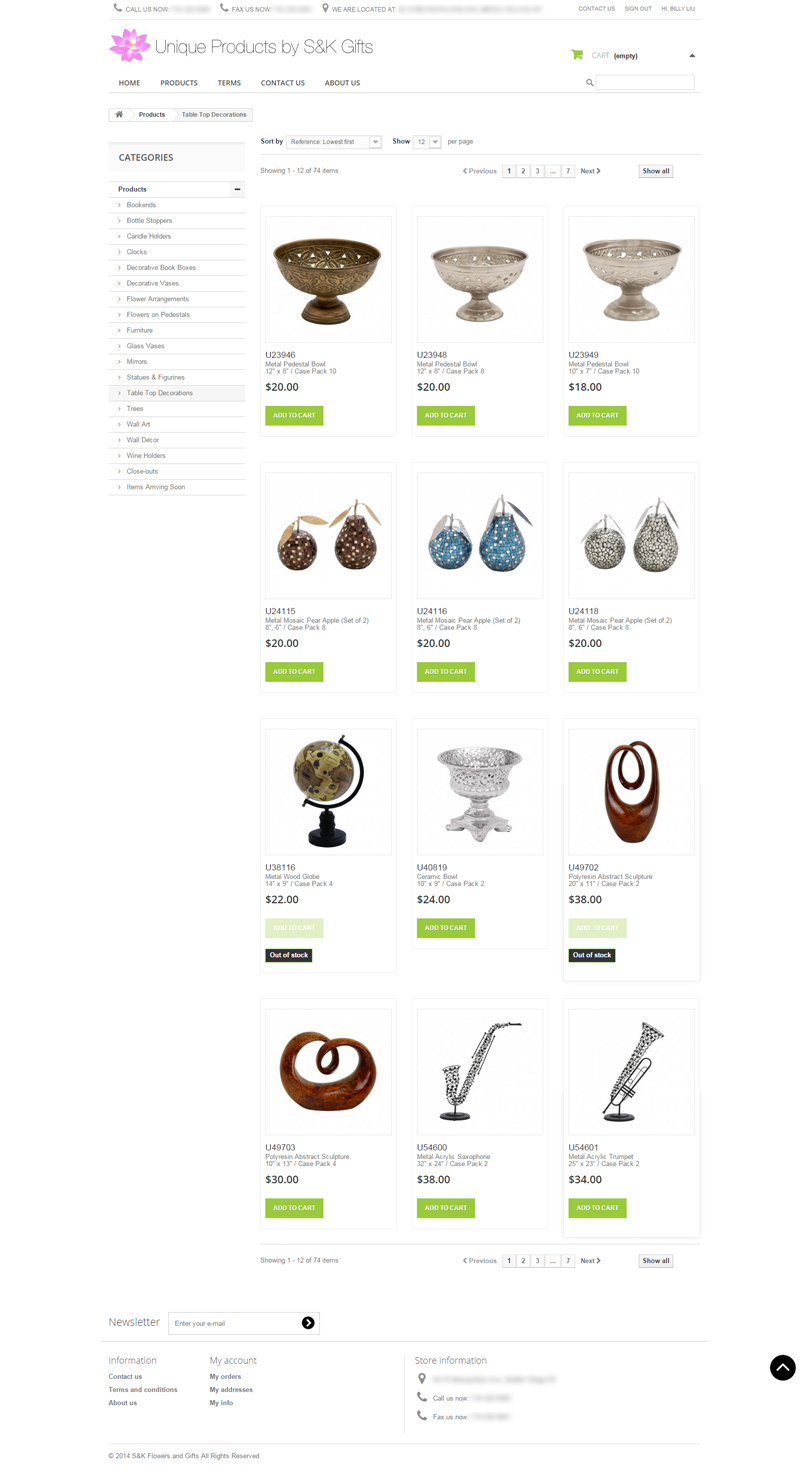 CALL US NOW: FAX US NOW: WE ARE LOCATED AT CONTACT US SIGN OUT HI, BILLY LIU
Unique Products by S&K Gifts
CART (empty)
HOME PRODUCTS TERMS CONTACT US ABOUT US
Products Table Top Decorations
CATEGORIES
Products
Bookends
Bottle Stoppers
Candle Holders
Clocks
Decorative Book Boxes
Decorative Vases
Flower Arrangements
Flowers on Pedestals
Furniture
Glass Vases
Mirrors
Statues & Figurines
Table Top Decorations
Trees
Wall Art
Wall Decor
Wine Holders
Close-outs
Items Arriving Soon
Sort by Reference: Lowest first Show 12 per page
Showing 1 - 12 of 74 items Previous 1 2 3 ... 7 Next Show all
U23946
Metal Pedestal Bowl
12" x 8" / Case Pack 10
$20.00
ADD TO CART
U23948
Metal Pedestal Bowl
12" x 8" / Case Pack 8
$20.00
ADD TO CART
U23949
Metal Pedestal Bowl
10" x 7" / Case Pack 10
$18.00
ADD TO CART
U24115
Metal Mosaic Pear Apple (Set of 2)
8", 6" / Case Pack 8
$20.00
ADD TO CART
U24116
Metal Mosaic Pear Apple (Set of 2)
8", 6" / Case Pack 8
$20.00
ADD TO CART
U24118
Metal Mosaic Pear Apple (Set of 2)
8", 6" / Case Pack 8
$20.00
ADD TO CART
U38116
Metal Wood Globe
14" x 9" / Case Pack 4
$22.00
ADD TO CART
Out of stock
U40819
Ceramic Bowl
10" x 9" / Case Pack 2
$24.00
ADD TO CART
U49702
Polyresin Abstract Sculpture
20" x 11" / Case Pack 2
$38.00
ADD TO CART
Out of stock
U49703
Polyresin Abstract Sculpture
10" x 13" / Case Pack 4
$30.00
ADD TO CART
U54600
Metal Acrylic Saxophone
32" x 24" / Case Pack 2
$38.00
ADD TO CART
U54601
Metal Acrylic Trumpet
25" x 23" / Case Pack 2
$34.00
ADD TO CART
Showing 1 - 12 of 74 items Previous 1 2 3 ... 7 Next Show all
Newsletter Enter your e-mail
Information
Contact us
Terms and conditions
About us
My account
My orders
My addresses
My info
Store information
Call us now:
Fax us now:
© 2014 S&K Flowers and Gifts All Rights Reserved